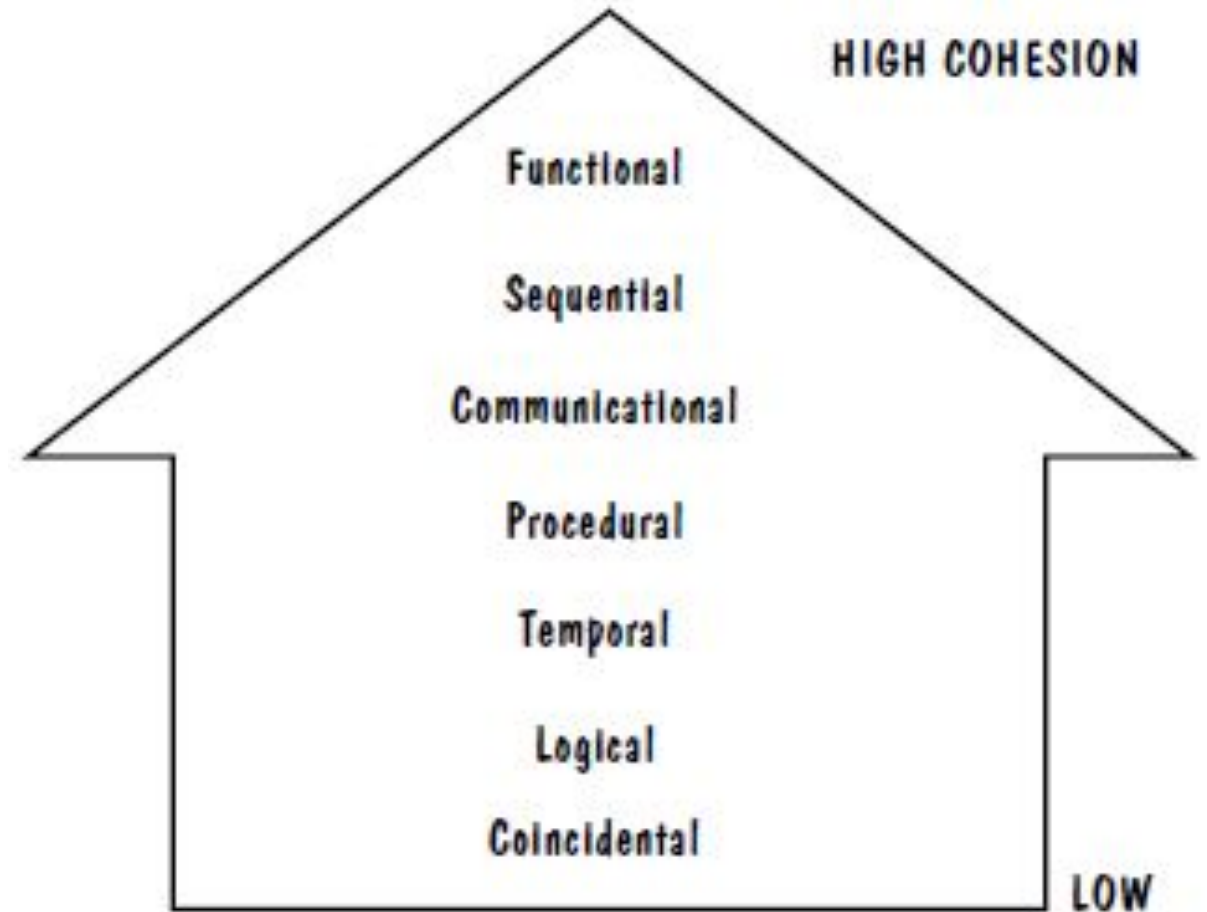 HIGH COHESION
Functional
Sequential
Communicational
Procedural
Temporal
Logical
Coincidental
LOW